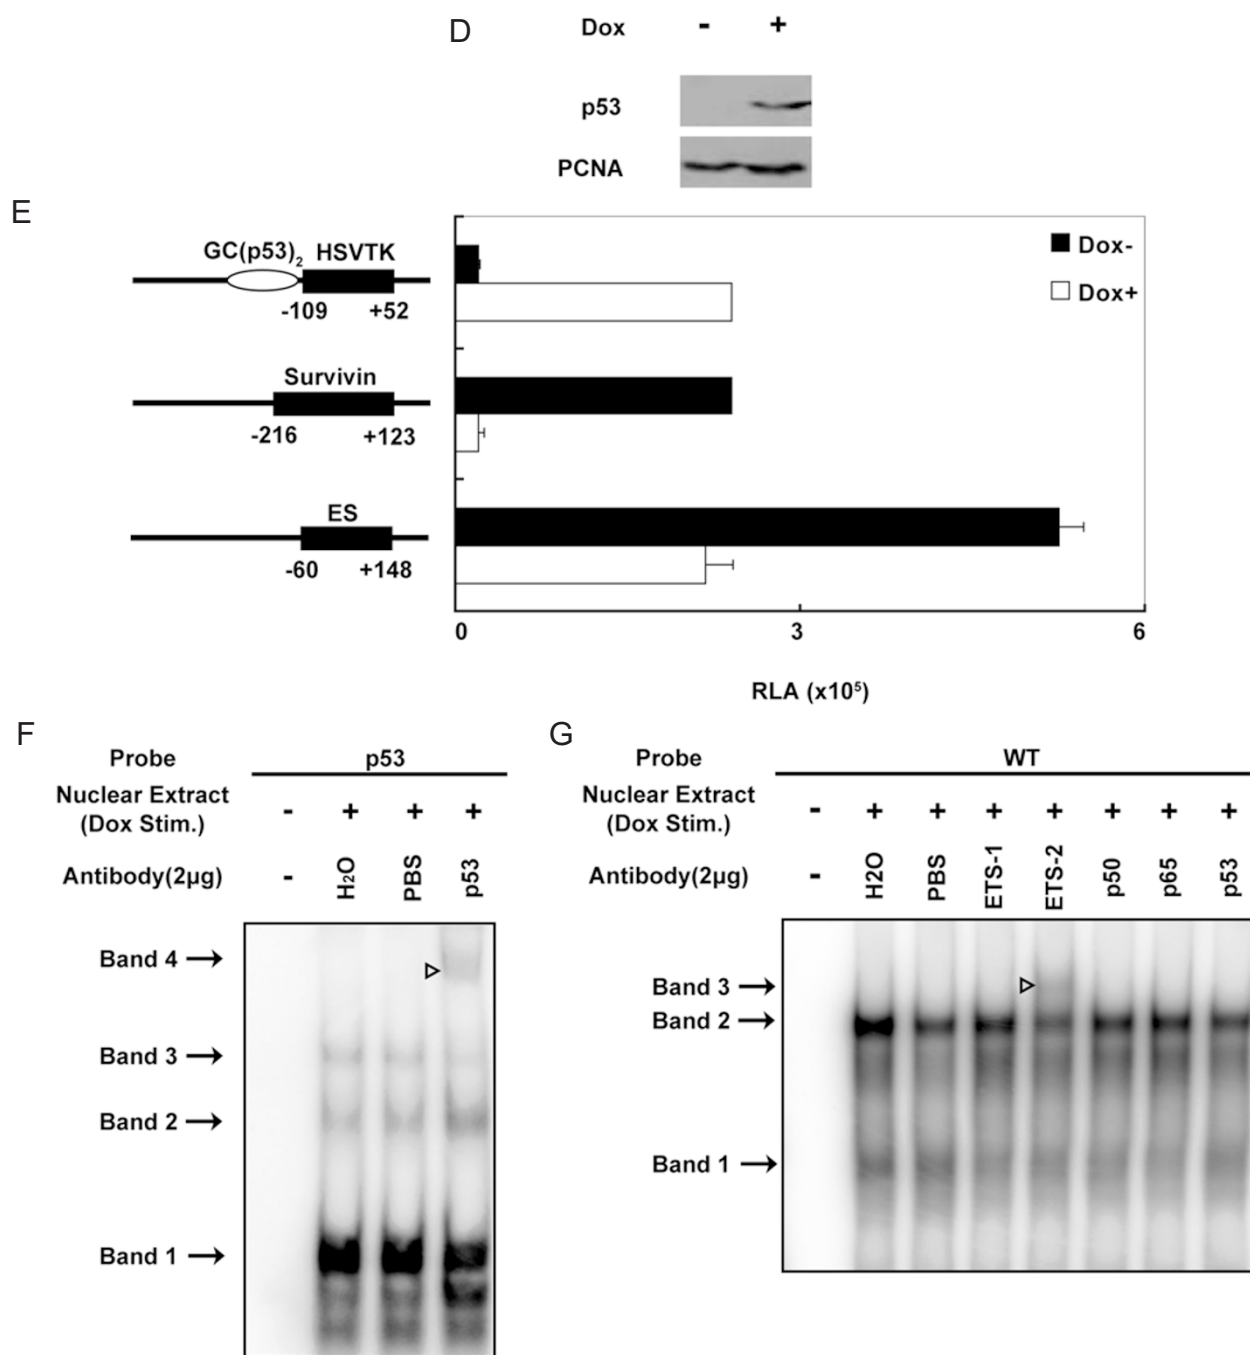 D
Dox - +
p53
PCNA
E
GC(p53)2 HSVTK
-109 +52
Survivin
-216 +123
ES
-60 +148
Dox-
Dox+
0 3 6
RLA (x10⁵)
F
Probe p53
Nuclear Extract
(Dox Stim.) - + + +
Antibody(2µg) - H2O PBS p53
Band 4
Band 3
Band 2
Band 1
G
Probe WT
Nuclear Extract
(Dox Stim.) - + + + + + + +
Antibody(2µg) - H2O PBS ETS-1 ETS-2 p50 p65 p53
Band 3
Band 2
Band 1